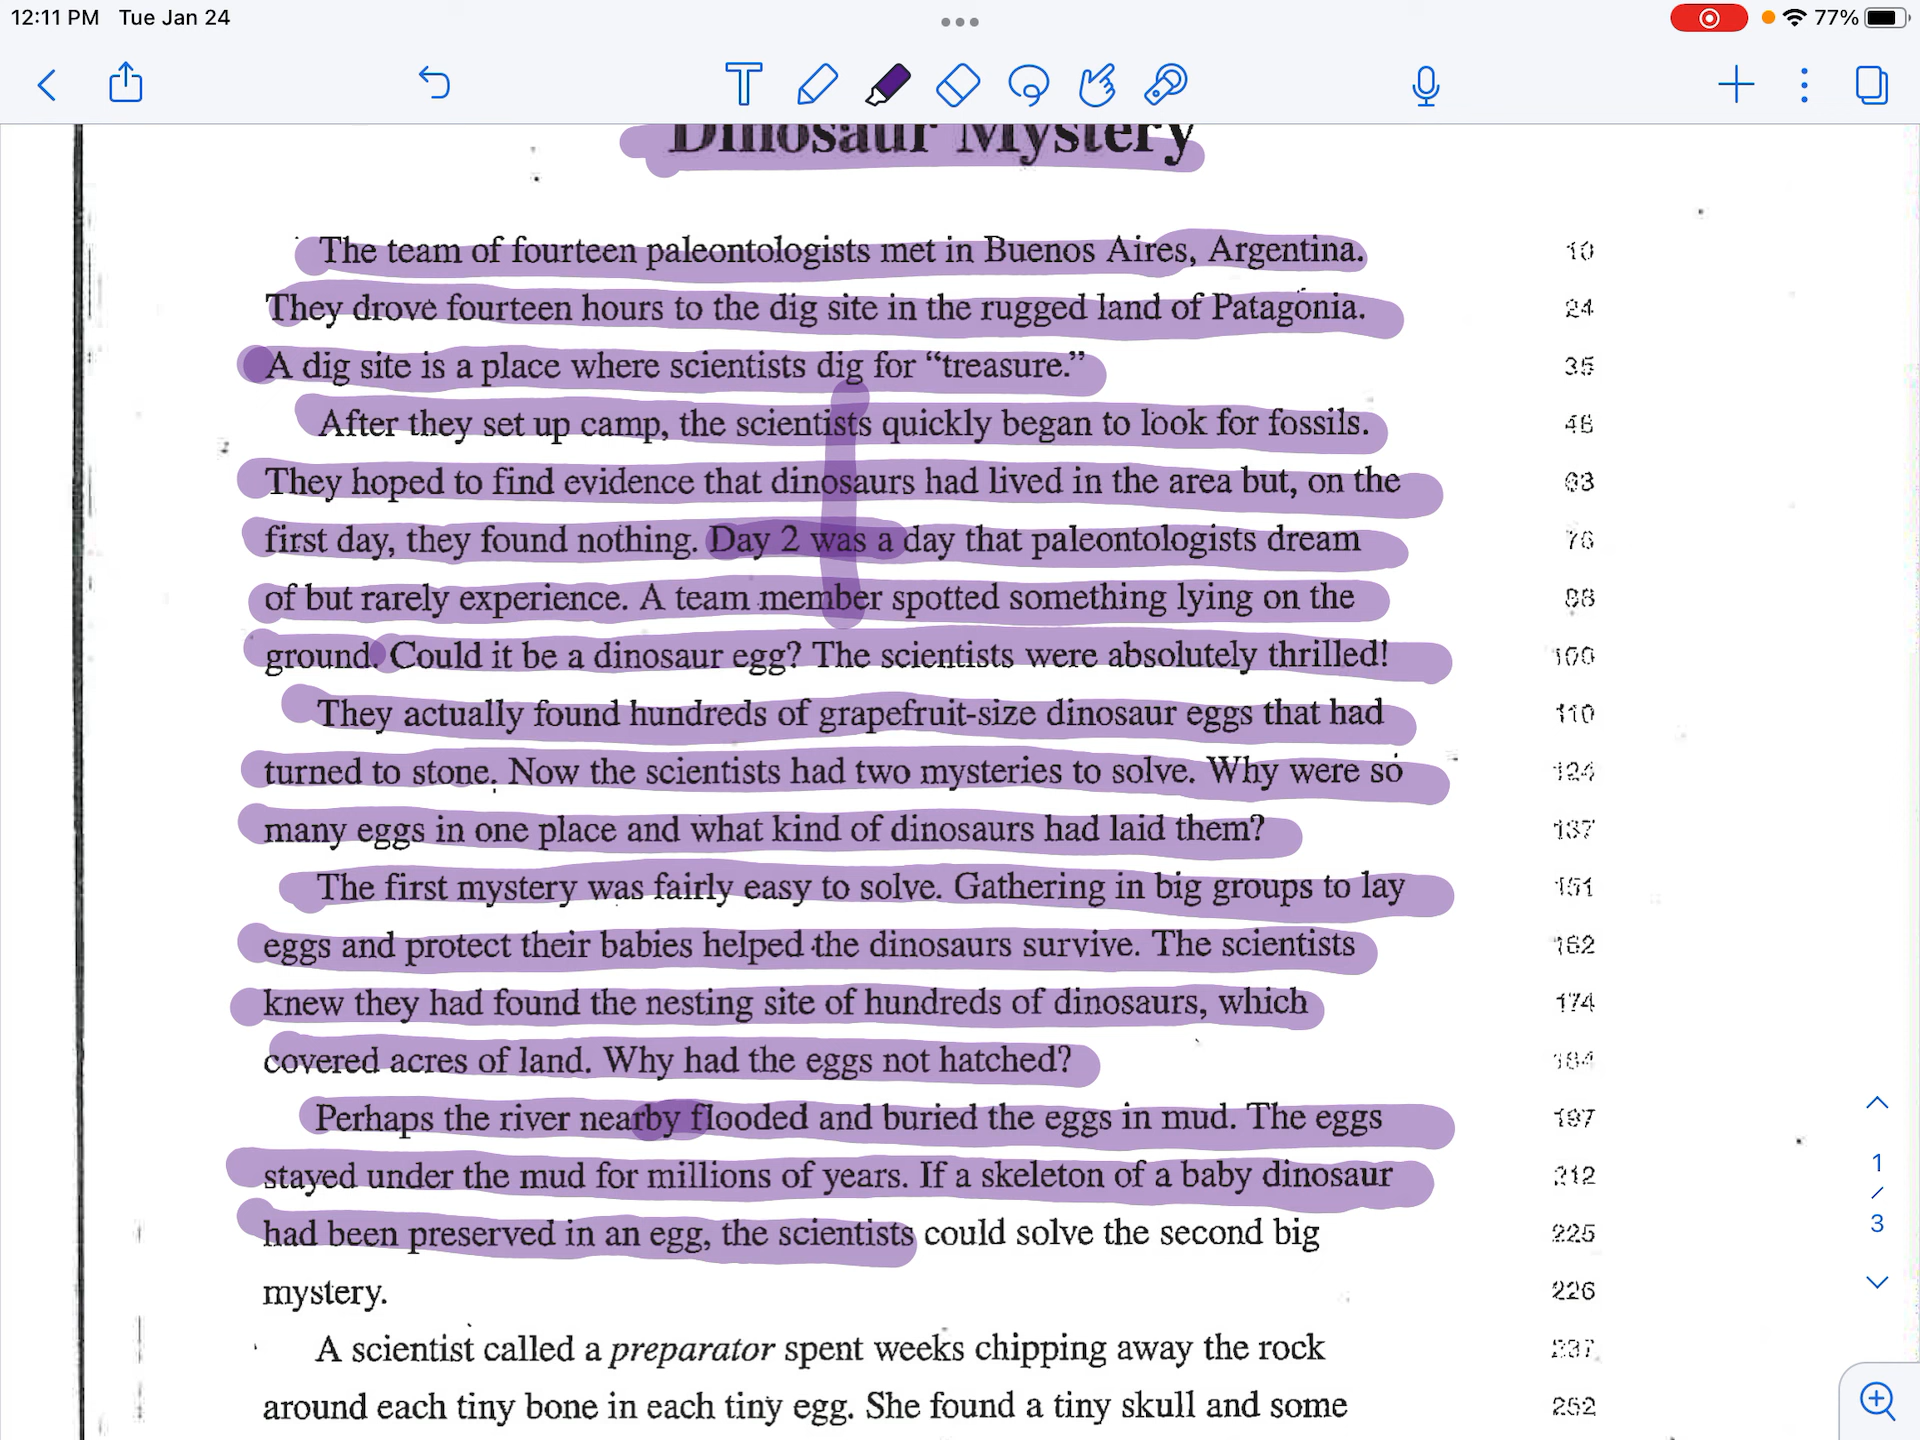 12:11 PM Tue Jan 24
77%
T
Dinosaur Mystery
The team of fourteen paleontologists met in Buenos Aires, Argentina. 10
They drove fourteen hours to the dig site in the rugged land of Patagonia. 24
A dig site is a place where scientists dig for “treasure.” 35
After they set up camp, the scientists quickly began to look for fossils. 48
They hoped to find evidence that dinosaurs had lived in the area but, on the 63
first day, they found nothing. Day 2 was a day that paleontologists dream 76
of but rarely experience. A team member spotted something lying on the 88
ground. Could it be a dinosaur egg? The scientists were absolutely thrilled! 100
They actually found hundreds of grapefruit-size dinosaur eggs that had 110
turned to stone. Now the scientists had two mysteries to solve. Why were so 124
many eggs in one place and what kind of dinosaurs had laid them? 137
The first mystery was fairly easy to solve. Gathering in big groups to lay 151
eggs and protect their babies helped the dinosaurs survive. The scientists 162
knew they had found the nesting site of hundreds of dinosaurs, which 174
covered acres of land. Why had the eggs not hatched? 184
Perhaps the river nearby flooded and buried the eggs in mud. The eggs 197
stayed under the mud for millions of years. If a skeleton of a baby dinosaur 212
had been preserved in an egg, the scientists could solve the second big 225
mystery. 226
A scientist called a preparator spent weeks chipping away the rock 237
around each tiny bone in each tiny egg. She found a tiny skull and some 252
1
/
3